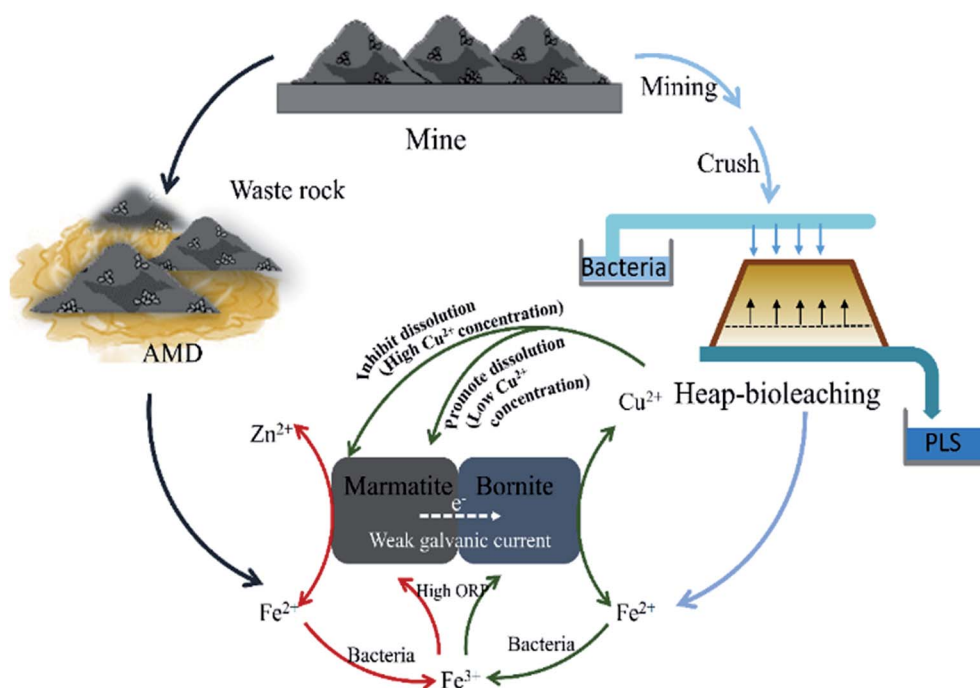 Mine
Mining
Crush
Waste rock
Bacteria
AMD
Inhibit dissolution
(High Cu²⁺ concentration)
Promote dissolution
(Low Cu²⁺
concentration)
Cu²⁺
Heap-bioleaching
PLS
Zn²⁺
Marmatite
Bornite
e⁻
Weak galvanic current
High ORP
Fe²⁺
Fe²⁺
Bacteria
Bacteria
Fe³⁺